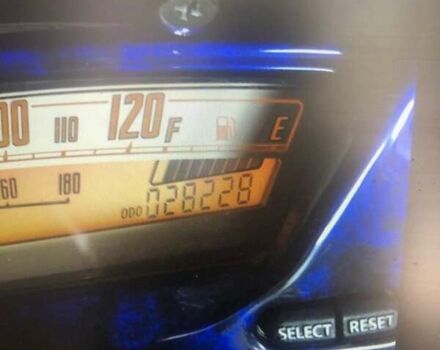 00 110 120 F E
60 180
ODO 028228
SELECT RESET